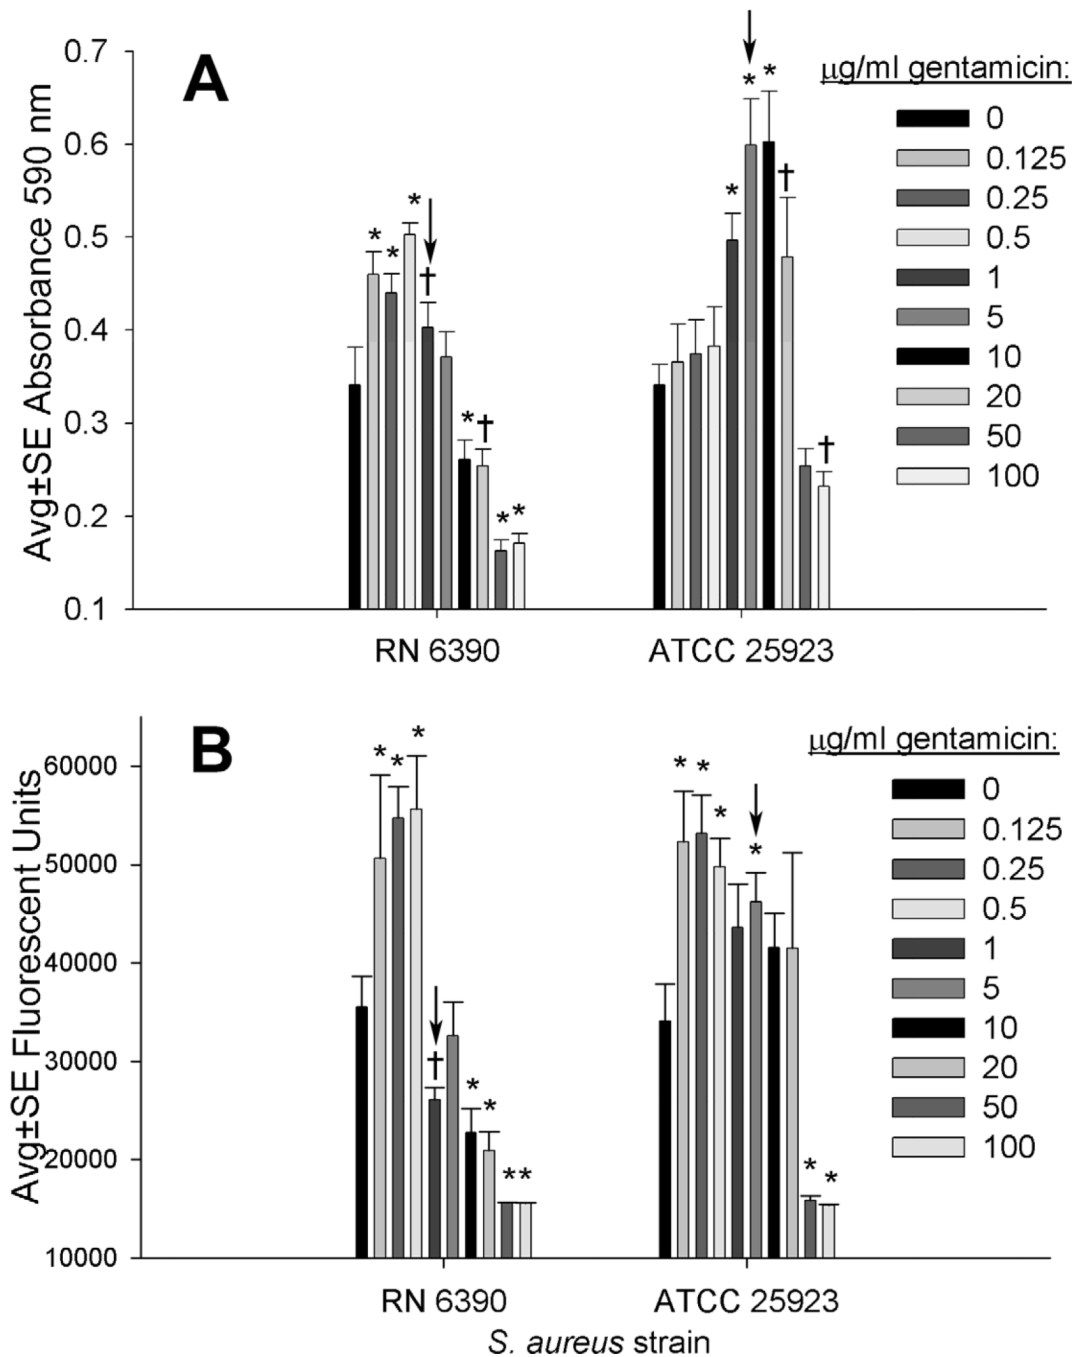 A
0.7
0.6
0.5
0.4
0.3
0.2
0.1
Avg±SE Absorbance 590 nm
* * * † * † * *
* * * † †
RN 6390
ATCC 25923
µg/ml gentamicin:
0
0.125
0.25
0.5
1
5
10
20
50
100
B
60000
50000
40000
30000
20000
10000
Avg±SE Fluorescent Units
* * * † * * * *
* * * * * *
RN 6390
ATCC 25923
S. aureus strain
µg/ml gentamicin:
0
0.125
0.25
0.5
1
5
10
20
50
100